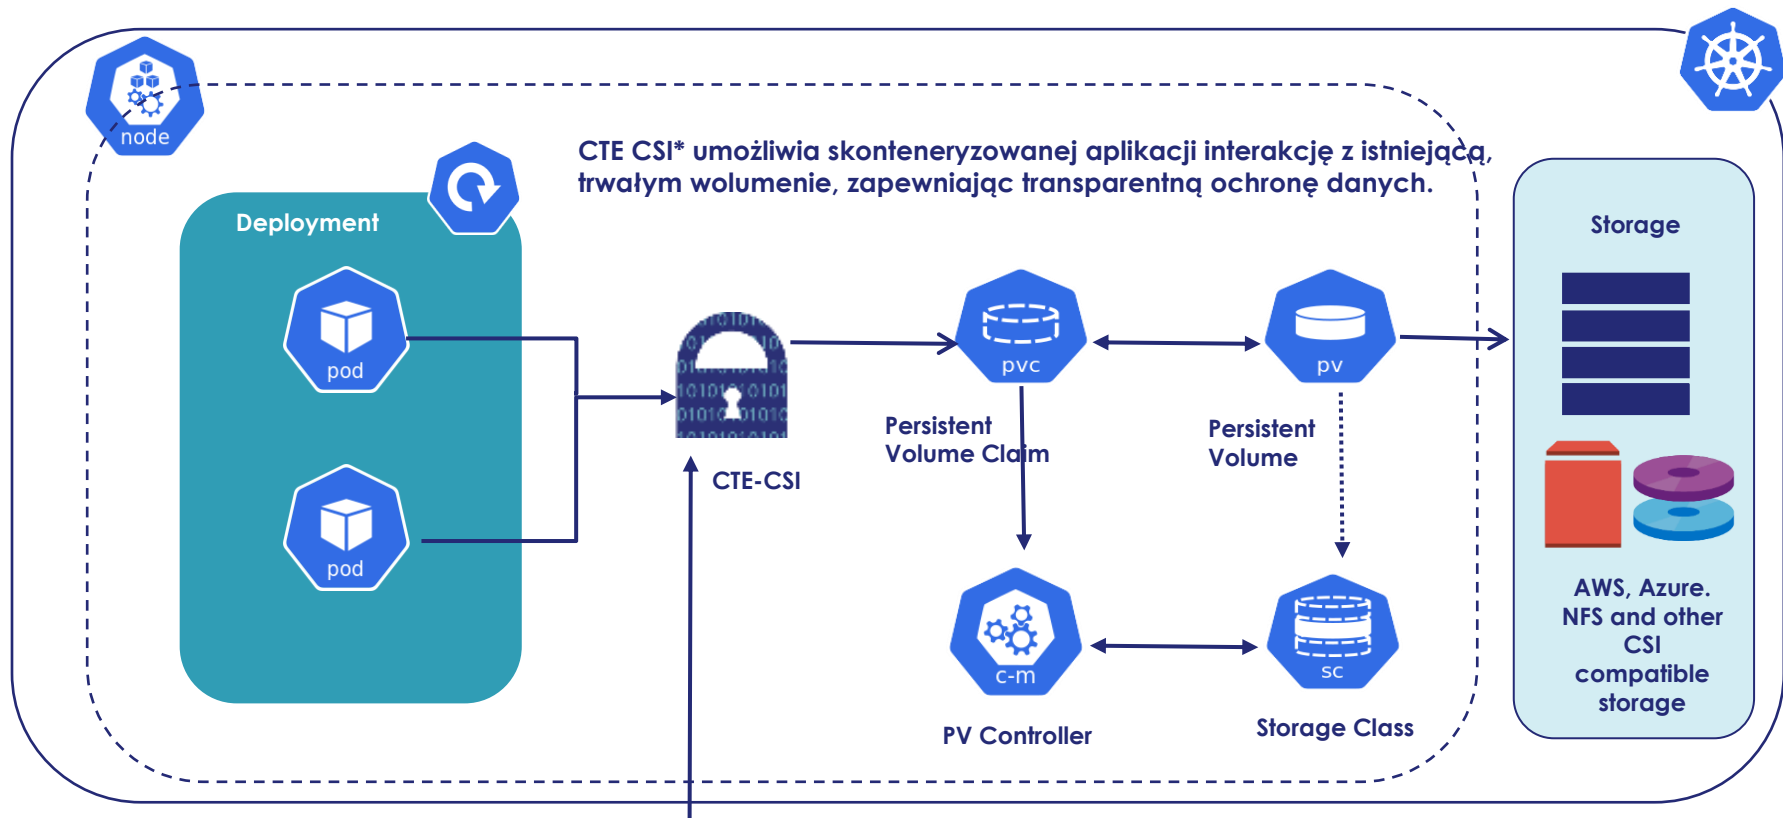 node
CTE CSI* umożliwia skonteneryzowanej aplikacji interakcję z istniejącą,
trwałym wolumenie, zapewniając transparentną ochronę danych.
Deployment
pod
pod
CTE-CSI
pvc
Persistent
Volume Claim
pv
Persistent
Volume
c-m
PV Controller
sc
Storage Class
Storage
AWS, Azure.
NFS and other
CSI
compatible
storage